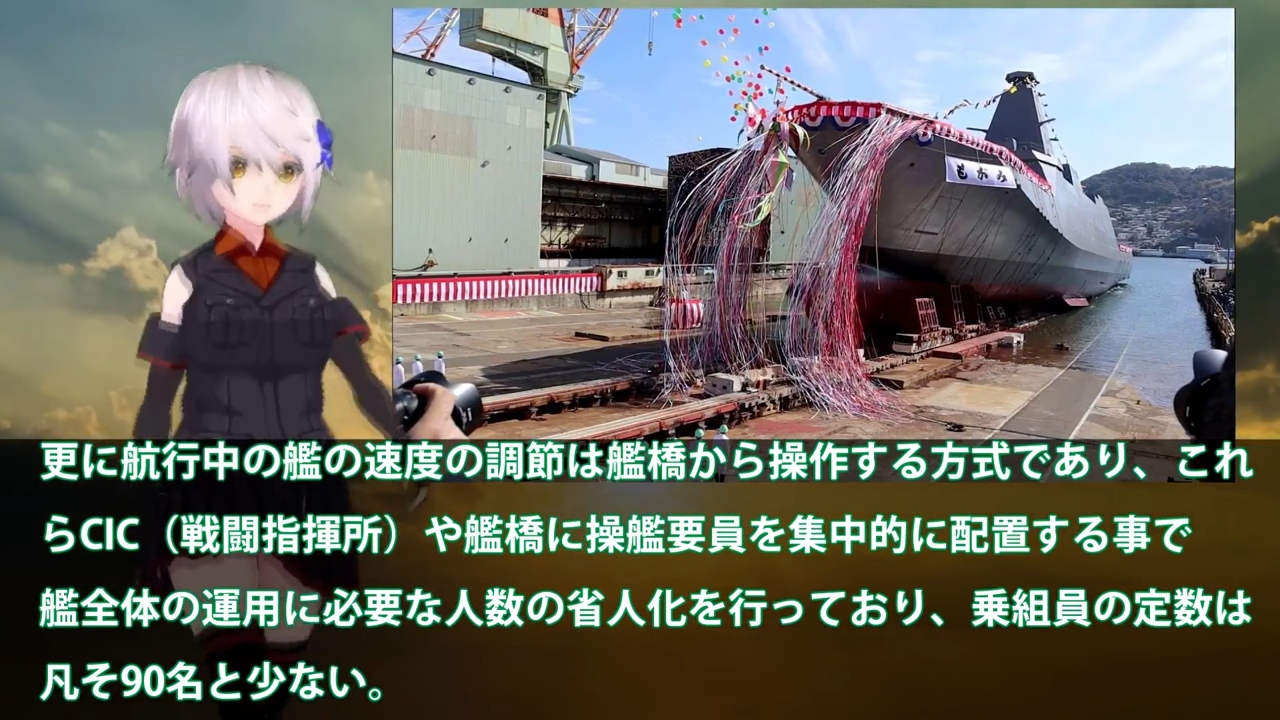 もがみ
更に航行中の艦の速度の調節は艦橋から操作する方式であり、これ
らCIC（戦闘指揮所）や艦橋に操艦要員を集中的に配置する事で
艦全体の運用に必要な人数の省人化を行っており、乗組員の定数は
凡そ90名と少ない。